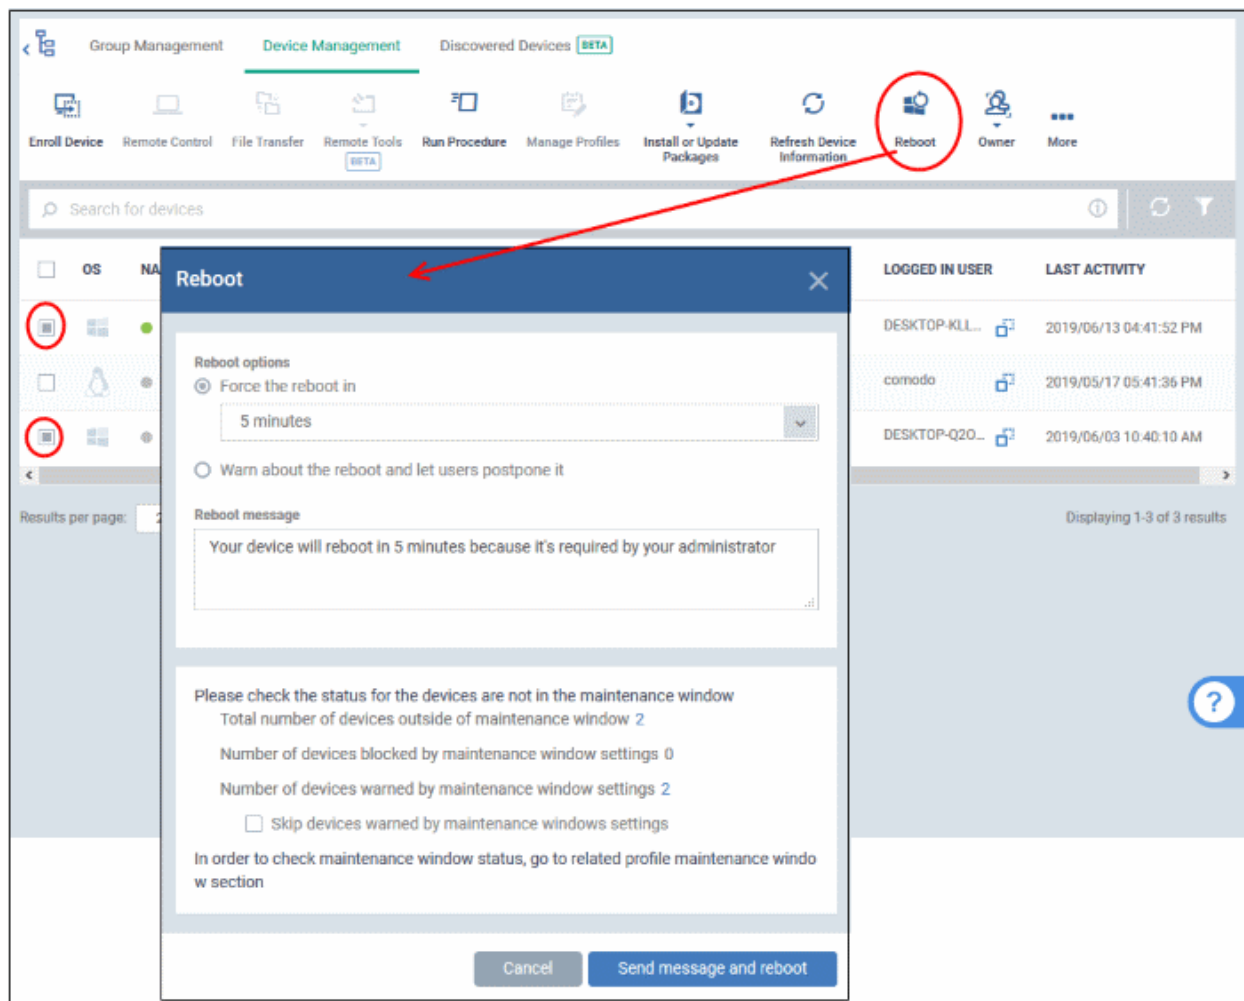 Group Management
Device Management
Discovered Devices BETA
Enroll Device
Remote Control
File Transfer
Remote Tools
BETA
Run Procedure
Manage Profiles
Install or Update
Packages
Refresh Device
Information
Reboot
Owner
More
Search for devices
OS
NA
LOGGED IN USER
LAST ACTIVITY
DESKTOP-KLL...
2019/06/13 04:41:52 PM
comodo
2019/05/17 05:41:36 PM
DESKTOP-Q2O...
2019/06/03 10:40:10 AM
Results per page:
2
Displaying 1-3 of 3 results
Reboot
Reboot options
Force the reboot in
5 minutes
Warn about the reboot and let users postpone it
Reboot message
Your device will reboot in 5 minutes because it's required by your administrator
Please check the status for the devices are not in the maintenance window
Total number of devices outside of maintenance window 2
Number of devices blocked by maintenance window settings 0
Number of devices warned by maintenance window settings 2
Skip devices warned by maintenance windows settings
In order to check maintenance window status, go to related profile maintenance windo
w section
Cancel
Send message and reboot
?